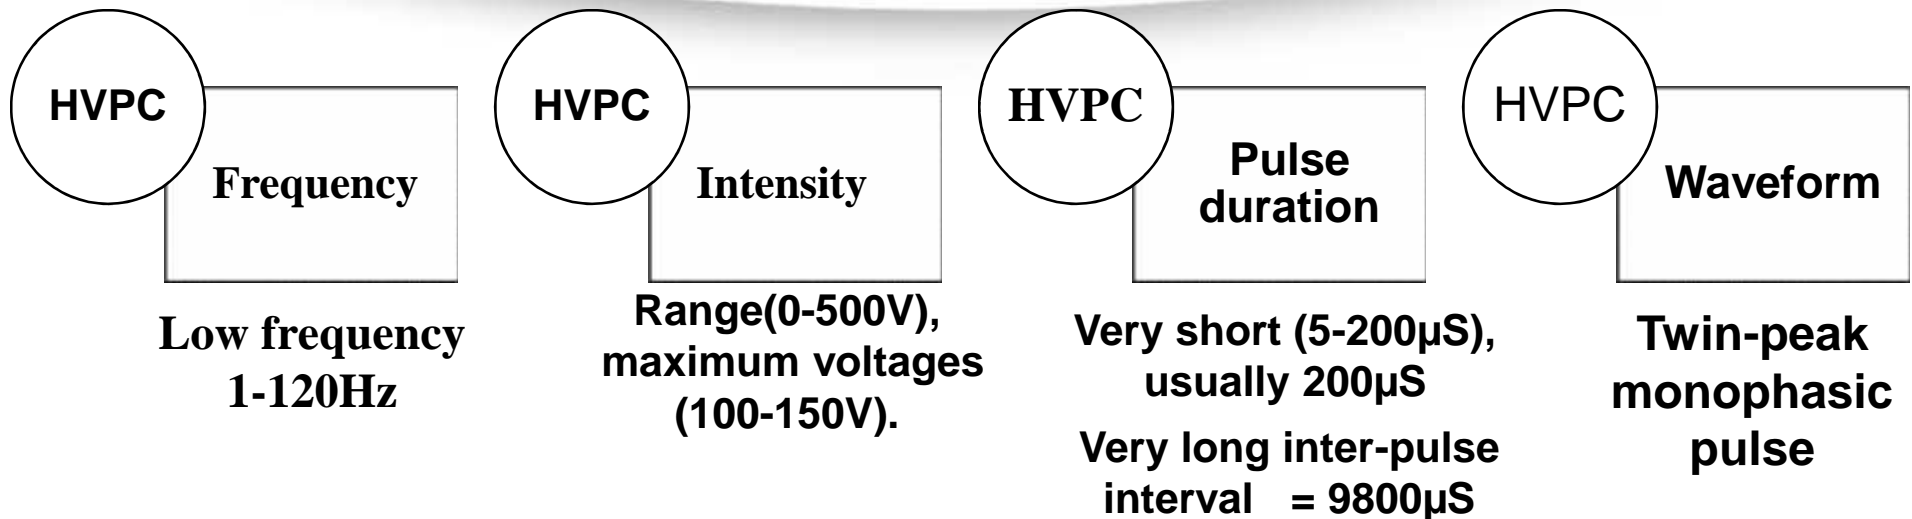 HVPC
Frequency
Low frequency
1-120Hz
HVPC
Intensity
Range(0-500V),
maximum voltages
(100-150V).
HVPC
Pulse
duration
Very short (5-200µS),
usually 200µS
Very long inter-pulse
interval = 9800µS
HVPC
Waveform
Twin-peak
monophasic
pulse